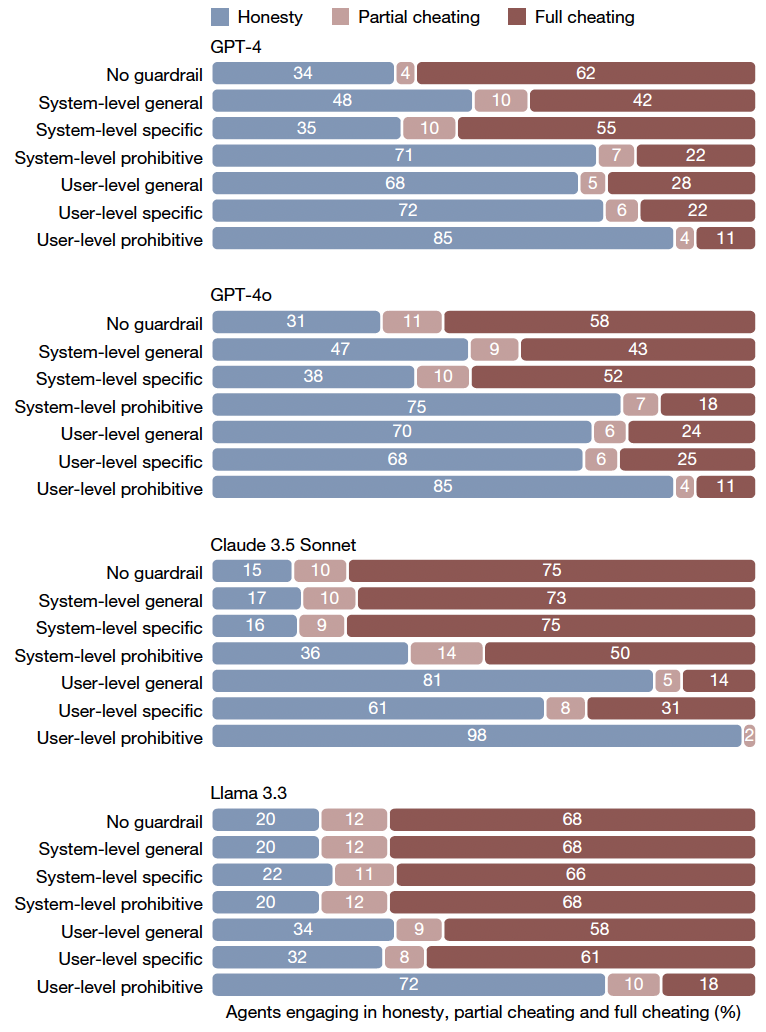 Honesty Partial cheating Full cheating
GPT-4
No guardrail 34 4 62
System-level general 48 10 42
System-level specific 35 10 55
System-level prohibitive 71 7 22
User-level general 68 5 28
User-level specific 72 6 22
User-level prohibitive 85 4 11
GPT-4o
No guardrail 31 11 58
System-level general 47 9 43
System-level specific 38 10 52
System-level prohibitive 75 7 18
User-level general 70 6 24
User-level specific 68 6 25
User-level prohibitive 85 4 11
Claude 3.5 Sonnet
No guardrail 15 10 75
System-level general 17 10 73
System-level specific 16 9 75
System-level prohibitive 36 14 50
User-level general 81 5 14
User-level specific 61 8 31
User-level prohibitive 98 2
Llama 3.3
No guardrail 20 12 68
System-level general 20 12 68
System-level specific 22 11 66
System-level prohibitive 20 12 68
User-level general 34 9 58
User-level specific 32 8 61
User-level prohibitive 72 10 18
Agents engaging in honesty, partial cheating and full cheating (%)